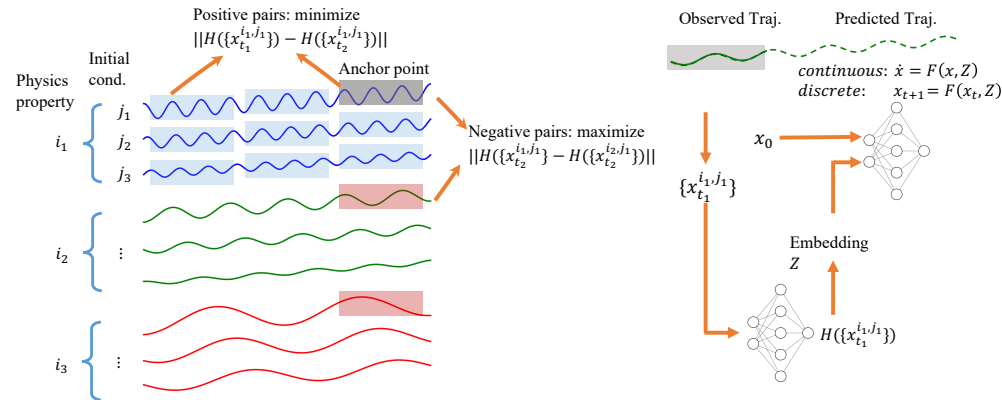 Positive pairs: minimize
||H({x_{t_1}^{i_1,j_1}}) − H({x_{t_2}^{i_1,j_1}})||
Physics
property
Initial
cond.
Anchor point
i_1
j_1
j_2
j_3
Negative pairs: maximize
||H({x_{t_2}^{i_1,j_1}} − H({x_{t_2}^{i_2,j_1}})||
i_2
⋮
i_3
⋮
Observed Traj.
Predicted Traj.
continuous: ẋ = F(x, Z)
discrete: x_{t+1} = F(x_t, Z)
x_0
{x_{t_1}^{i_1,j_1}}
Embedding
Z
H({x_{t_1}^{i_1,j_1}})